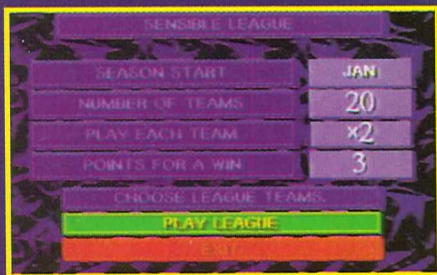 SENSIBLE LEAGUE
SEASON START JAN
NUMBER OF TEAMS 20
PLAY EACH TEAM ×2
POINTS FOR A WIN 3
CHOOSE LEAGUE TEAMS.
PLAY LEAGUE
EXIT